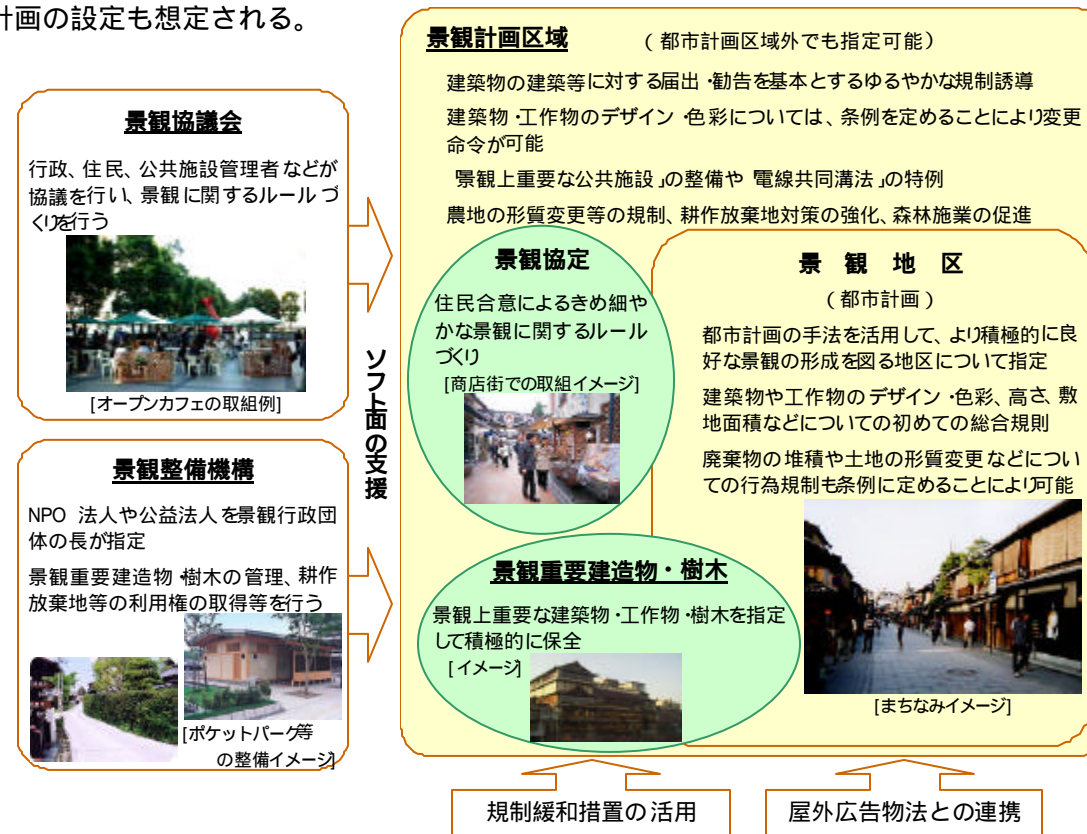 計画の設定も想定される。
景観協議会
行政、住民、公共施設管理者などが
協議を行い、景観に関するルールづ
くりを行う
[オープンカフェの取組例]
景観整備機構
NPO 法人や公益法人を景観行政団
体の長が指定
景観重要建造物・樹木の管理、耕作
放棄地等の利用権の取得等を行う
[ポケットパーク等
の整備イメージ]
ソフト面の支援
景観計画区域 (都市計画区域外でも指定可能)
建築物の建築等に対する届出・勧告を基本とするゆるやかな規制誘導
建築物・工作物のデザイン・色彩については、条例を定めることにより変更
命令が可能
「景観上重要な公共施設」の整備や「電線共同溝法」の特例
農地の形質変更等の規制、耕作放棄地対策の強化、森林施業の促進
景観協定
住民合意によるきめ細や
かな景観に関するルール
づくり
[商店街での取組イメージ]
景観地区
(都市計画)
都市計画の手法を活用して、より積極的に良
好な景観の形成を図る地区について指定
建築物や工作物のデザイン・色彩、高さ、敷
地面積などについての初めての総合規則
廃棄物の堆積や土地の形質変更などについ
ての行為規制も条例に定めることにより可能
[まちなみイメージ]
景観重要建造物・樹木
景観上重要な建築物・工作物・樹木を指定
して積極的に保全
[イメージ]
規制緩和措置の活用
屋外広告物法との連携